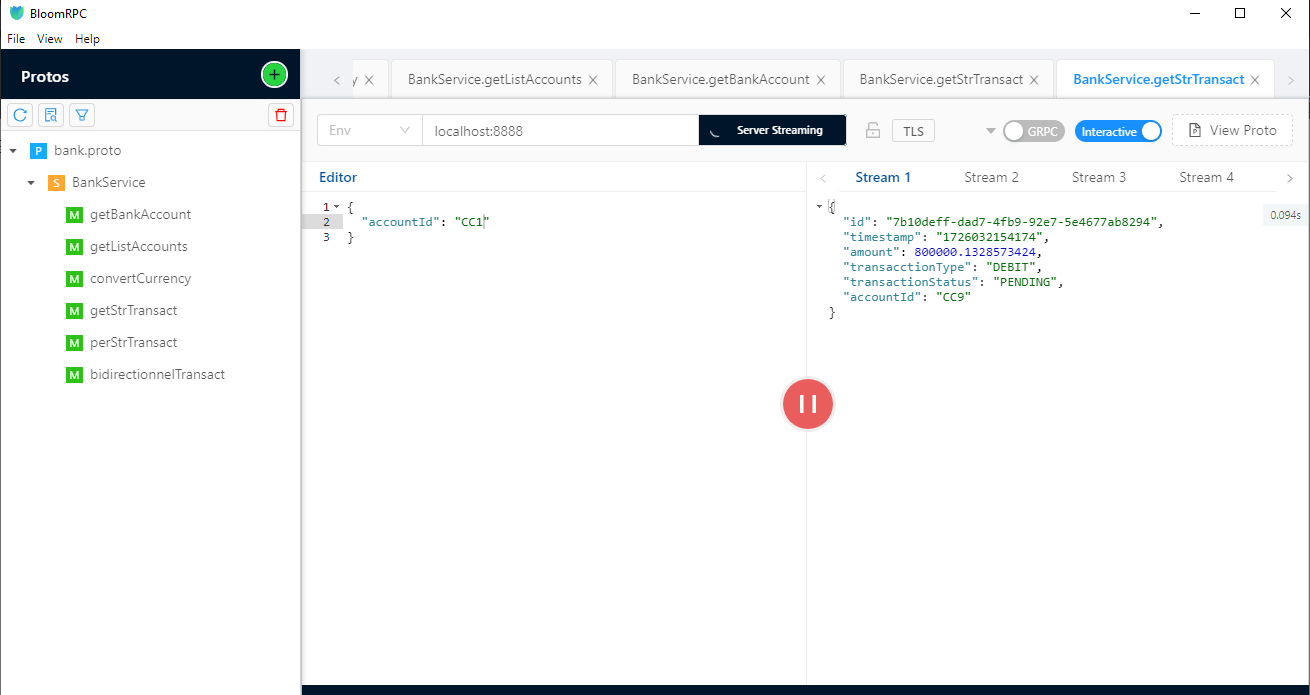 BloomRPC
File View Help
Protos
y
BankService.getListAccounts
BankService.getBankAccount
BankService.getStrTransact
BankService.getStrTransact
Env
localhost:8888
Server Streaming
TLS
GRPC
Interactive
View Proto
P bank.proto
S BankService
M getBankAccount
M getListAccounts
M convertCurrency
M getStrTransact
M perStrTransact
M bidirectionnelTransact
Editor
1 {
2 "accountId": "CC1"
3 }
Stream 1 Stream 2 Stream 3 Stream 4
{
"id": "7b10deff-dad7-4fb9-92e7-5e4677ab8294",
"timestamp": "1726032154174",
"amount": 800000.1328573424,
"transacctionType": "DEBIT",
"transactionStatus": "PENDING",
"accountId": "CC9"
}
0.094s